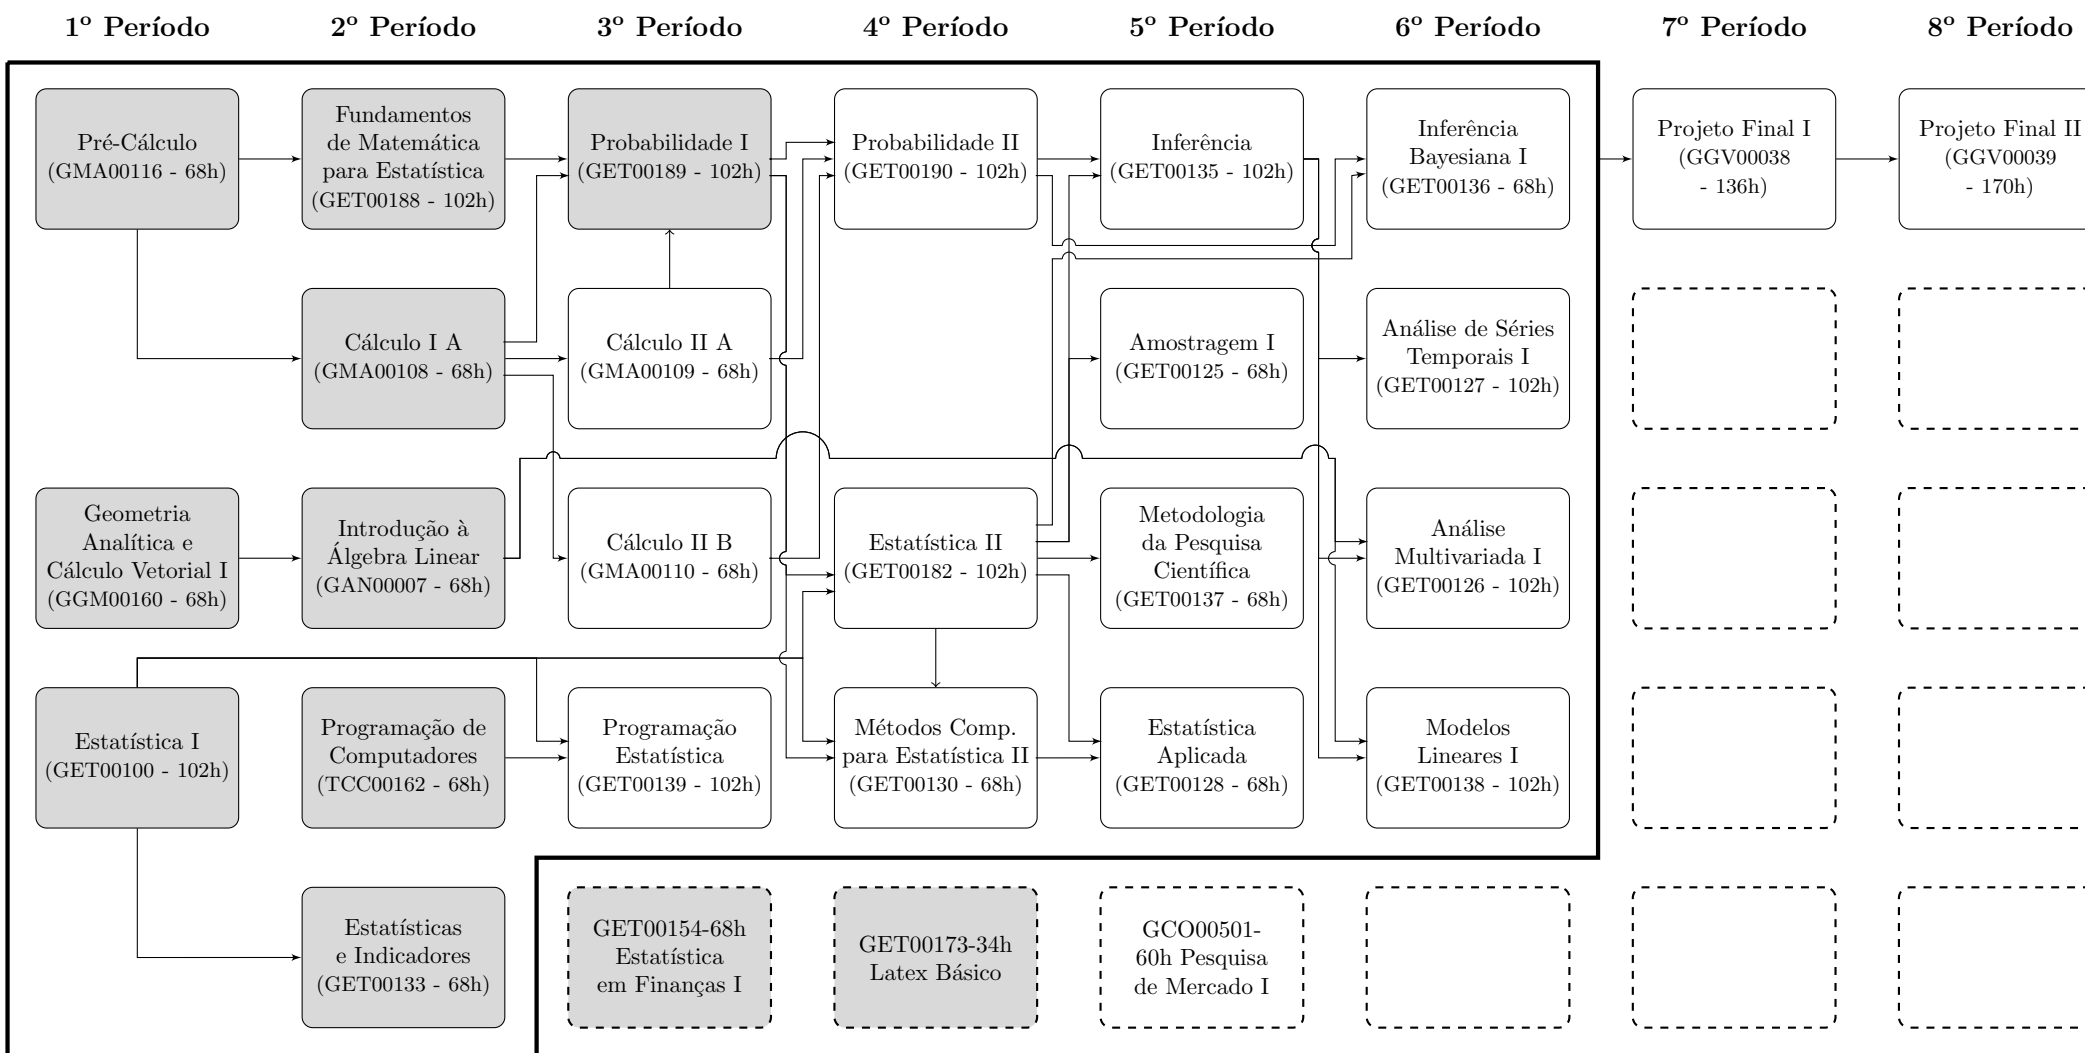 1º Período
2º Período
3º Período
4º Período
5º Período
6º Período
7º Período
8º Período
Pré-Cálculo
(GMA00116 - 68h)
Fundamentos
de Matemática
para Estatística
(GET00188 - 102h)
Probabilidade I
(GET00189 - 102h)
Probabilidade II
(GET00190 - 102h)
Inferência
(GET00135 - 102h)
Inferência
Bayesiana I
(GET00136 - 68h)
Projeto Final I
(GGV00038
- 136h)
Projeto Final II
(GGV00039
- 170h)
Cálculo I A
(GMA00108 - 68h)
Cálculo II A
(GMA00109 - 68h)
Amostragem I
(GET00125 - 68h)
Análise de Séries
Temporais I
(GET00127 - 102h)
Geometria
Analítica e
Cálculo Vetorial I
(GGM00160 - 68h)
Introdução à
Álgebra Linear
(GAN00007 - 68h)
Cálculo II B
(GMA00110 - 68h)
Estatística II
(GET00182 - 102h)
Metodologia
da Pesquisa
Científica
(GET00137 - 68h)
Análise
Multivariada I
(GET00126 - 102h)
Estatística I
(GET00100 - 102h)
Programação de
Computadores
(TCC00162 - 68h)
Programação
Estatística
(GET00139 - 102h)
Métodos Comp.
para Estatística II
(GET00130 - 68h)
Estatística
Aplicada
(GET00128 - 68h)
Modelos
Lineares I
(GET00138 - 102h)
Estatísticas
e Indicadores
(GET00133 - 68h)
GET00154-68h
Estatística
em Finanças I
GET00173-34h
Latex Básico
GCO00501-
60h Pesquisa
de Mercado I